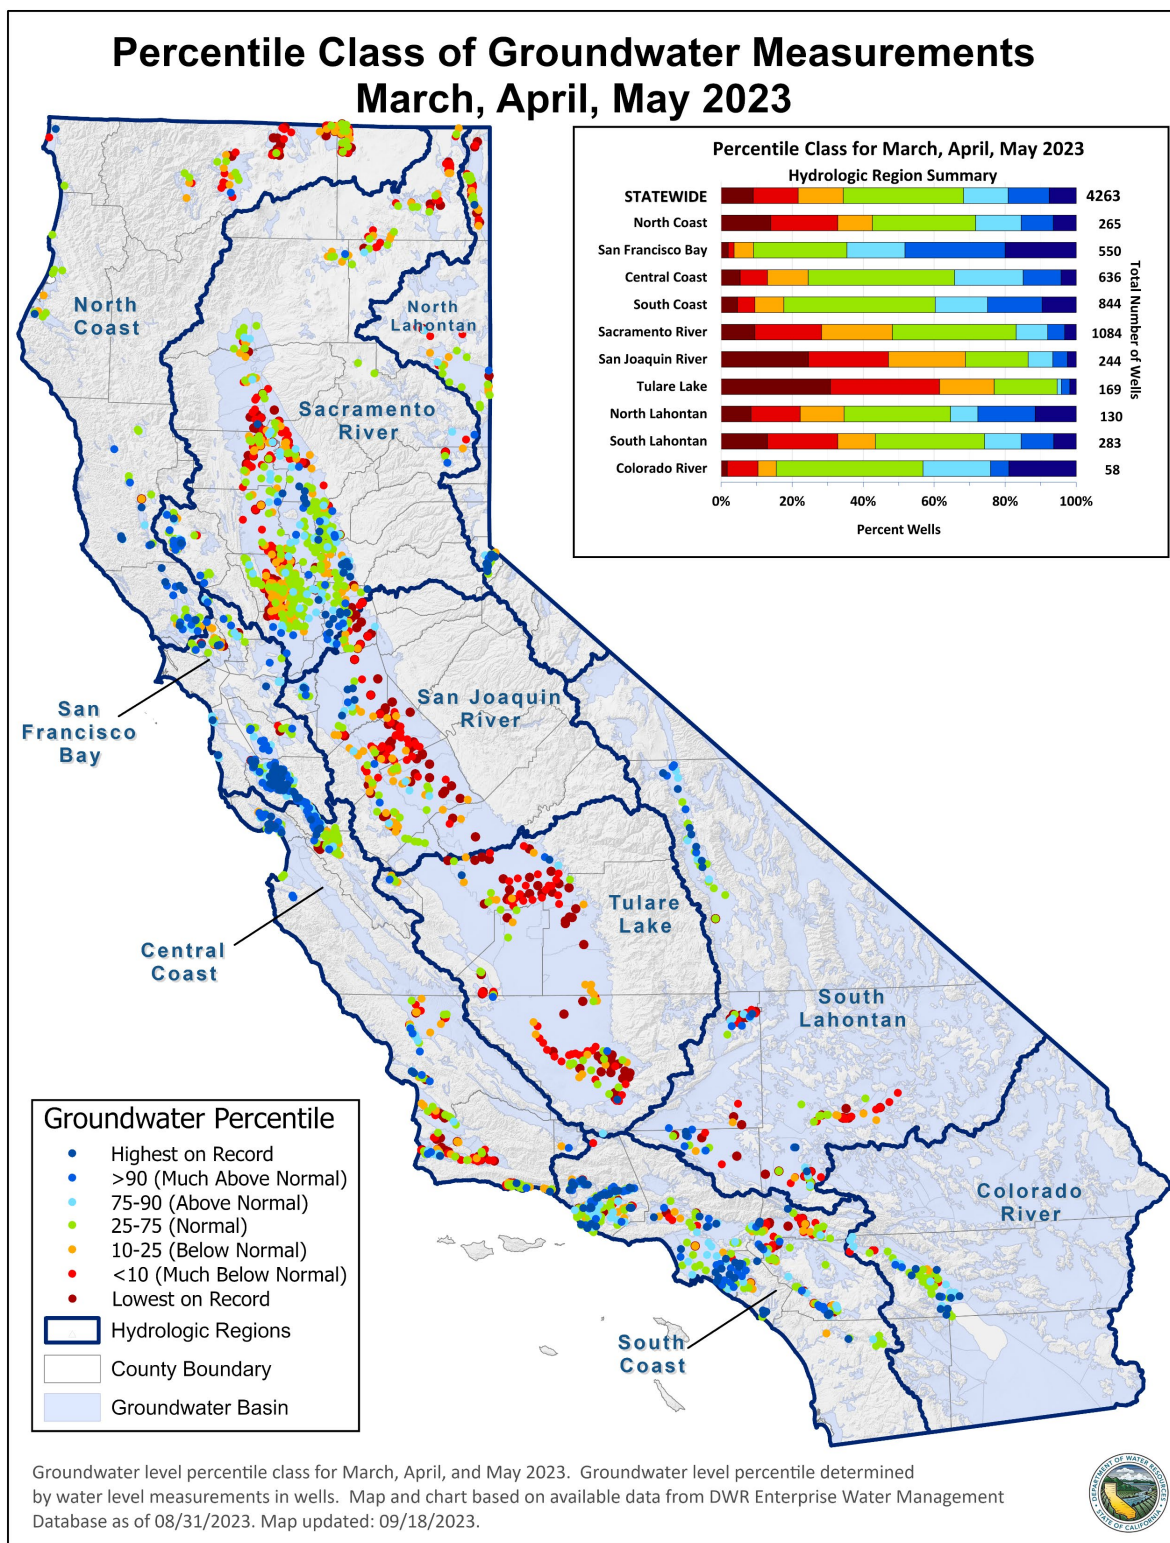 Percentile Class of Groundwater Measurements
March, April, May 2023
Percentile Class for March, April, May 2023
Hydrologic Region Summary
STATEWIDE 4263
North Coast 265
San Francisco Bay 550
Central Coast 636
South Coast 844
Sacramento River 1084
San Joaquin River 244
Tulare Lake 169
North Lahontan 130
South Lahontan 283
Colorado River 58
0% 20% 40% 60% 80% 100%
Percent Wells
Total Number of Wells
North
Coast
North
Lahontan
Sacramento
River
San
Francisco
Bay
San Joaquin
River
Central
Coast
Tulare
Lake
South
Lahontan
Colorado
River
South
Coast
Groundwater Percentile
Highest on Record
>90 (Much Above Normal)
75-90 (Above Normal)
25-75 (Normal)
10-25 (Below Normal)
<10 (Much Below Normal)
Lowest on Record
Hydrologic Regions
County Boundary
Groundwater Basin
Groundwater level percentile class for March, April, and May 2023. Groundwater level percentile determined
by water level measurements in wells. Map and chart based on available data from DWR Enterprise Water Management
Database as of 08/31/2023. Map updated: 09/18/2023.
DEPARTMENT OF WATER RESOURCES
STATE OF CALIFORNIA